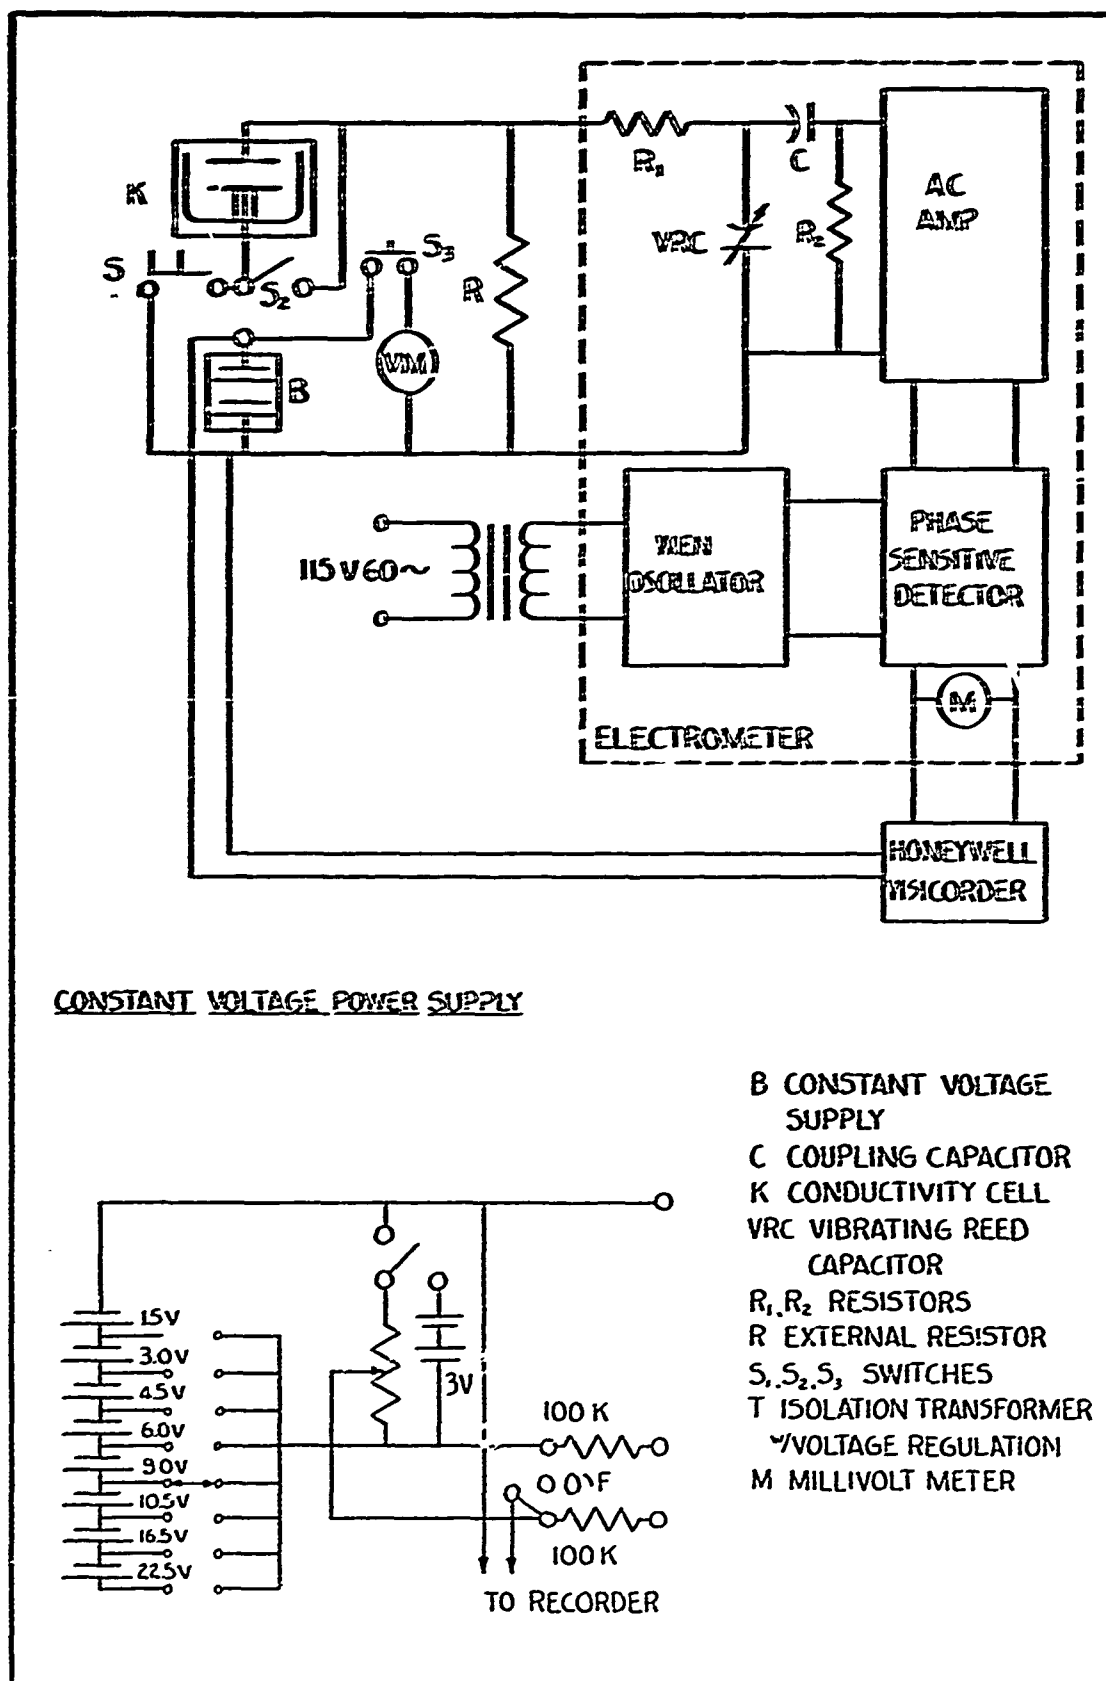 K
S
S₂
S₃
VM
B
R
R₁
VRC
C
R₂
AC
AMP
115 V 60 ~
WIEN
OSCILLATOR
PHASE
SENSITIVE
DETECTOR
M
ELECTROMETER
HONEYWELL
VISICORDER
CONSTANT VOLTAGE POWER SUPPLY
B CONSTANT VOLTAGE
SUPPLY
C COUPLING CAPACITOR
K CONDUCTIVITY CELL
VRC VIBRATING REED
CAPACITOR
R₁, R₂ RESISTORS
R EXTERNAL RESISTOR
S₁, S₂, S₃ SWITCHES
T ISOLATION TRANSFORMER
W/VOLTAGE REGULATION
M MILLIVOLT METER
1.5V
3.0V
4.5V
6.0V
9.0V
10.5V
16.5V
22.5V
3V
100 K
OFF
100 K
TO RECORDER